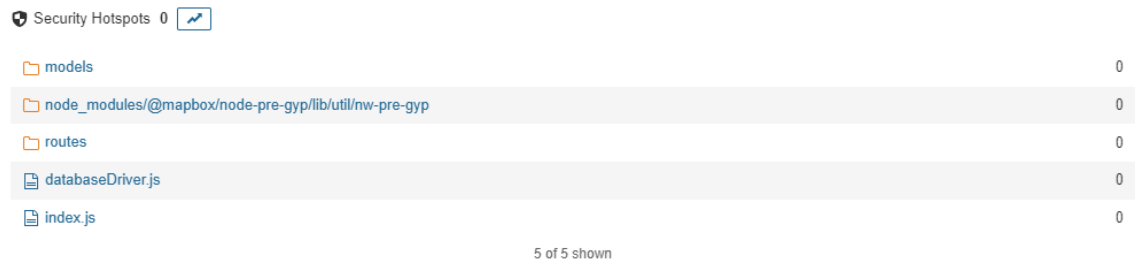 Security Hotspots 0
models 0
node_modules/@mapbox/node-pre-gyp/lib/util/nw-pre-gyp 0
routes 0
databaseDriver.js 0
index.js 0
5 of 5 shown